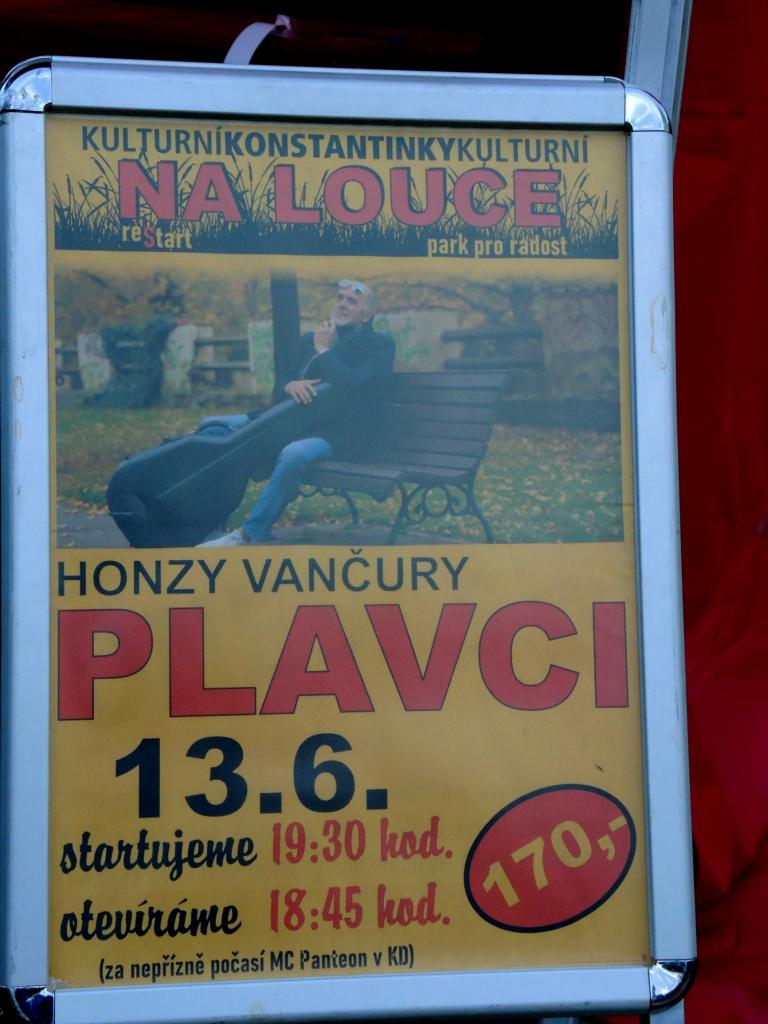 KULTURNÍKONSTANTINKYKULTURNÍ
NA LOUCE
reštart
park pro radost
HONZY VANČURY
PLAVCI
13.6.
startujeme 19:30 hod.
otevíráme 18:45 hod.
170,-
(za nepřízně počasí MC Panteon v KD)